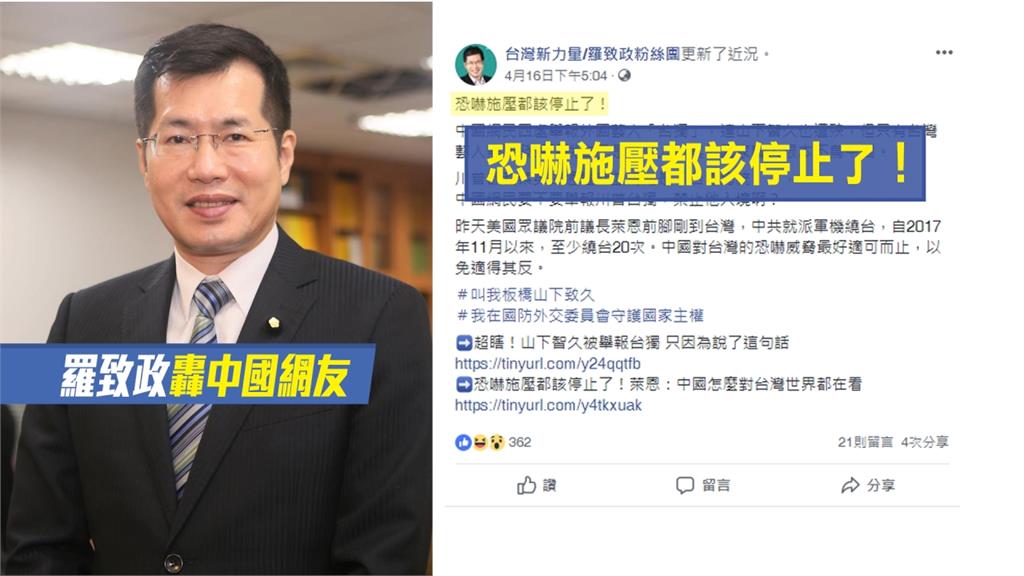 羅致政轟中國網友
台灣新力量/羅致政粉絲團更新了近況。
4月16日下午5:04
恐嚇施壓都該停止了！
恐嚇施壓都該停止了！
中國網民要不要舉報川普台獨，禁止他入境啊？
昨天美國眾議院前議長萊恩前腳剛到台灣，中共就派軍機繞台，自2017
年11月以來，至少繞台20次。中國對台灣的恐嚇威脅最好適可而止，以
免適得其反。
＃叫我板橋山下致久
＃我在國防外交委員會守護國家主權
➡超瞎！山下智久被舉報台獨 只因為說了這句話
https://tinyurl.com/y24qqtfb
➡恐嚇施壓都該停止了！萊恩：中國怎麼對台灣世界都在看
https://tinyurl.com/y4tkxuak
362
21則留言 4次分享
讚 留言 分享